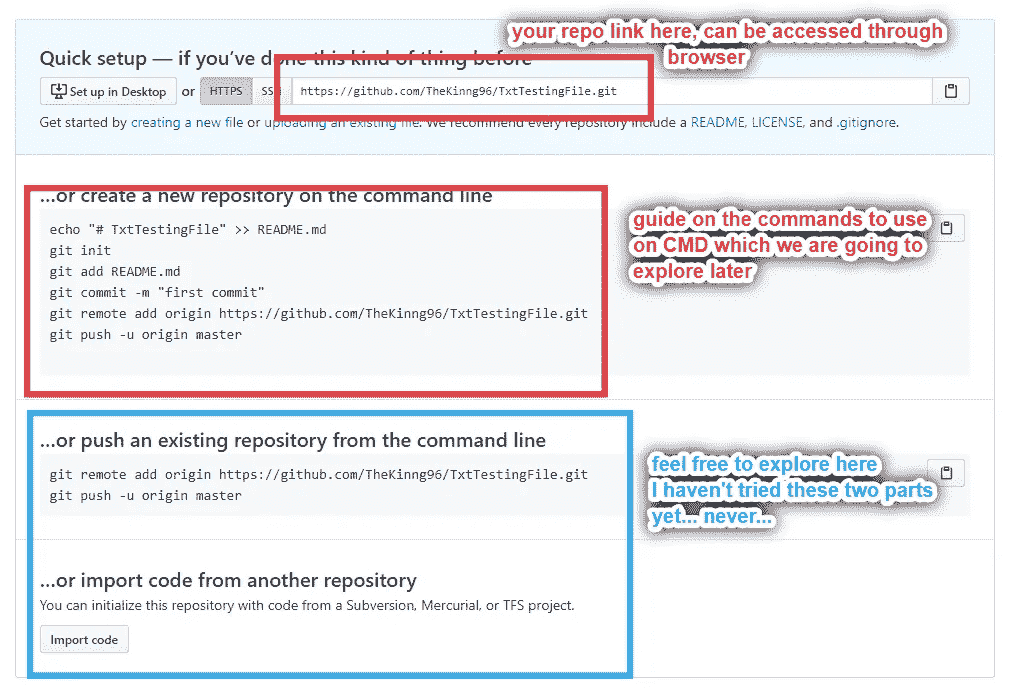 your repo link here, can be accessed through
browser
Quick setup — if you've done this kind of thing before
Set up in Desktop or HTTPS SSH https://github.com/TheKinng96/TxtTestingFile.git
Get started by creating a new file or uploading an existing file. We recommend every repository include a README, LICENSE, and .gitignore.
...or create a new repository on the command line
echo "# TxtTestingFile" >> README.md
git init
git add README.md
git commit -m "first commit"
git remote add origin https://github.com/TheKinng96/TxtTestingFile.git
git push -u origin master
guide on the commands to use
on CMD which we are going to
explore later
...or push an existing repository from the command line
git remote add origin https://github.com/TheKinng96/TxtTestingFile.git
git push -u origin master
feel free to explore here
I haven't tried these two parts
yet... never...
...or import code from another repository
You can initialize this repository with code from a Subversion, Mercurial, or TFS project.
Import code